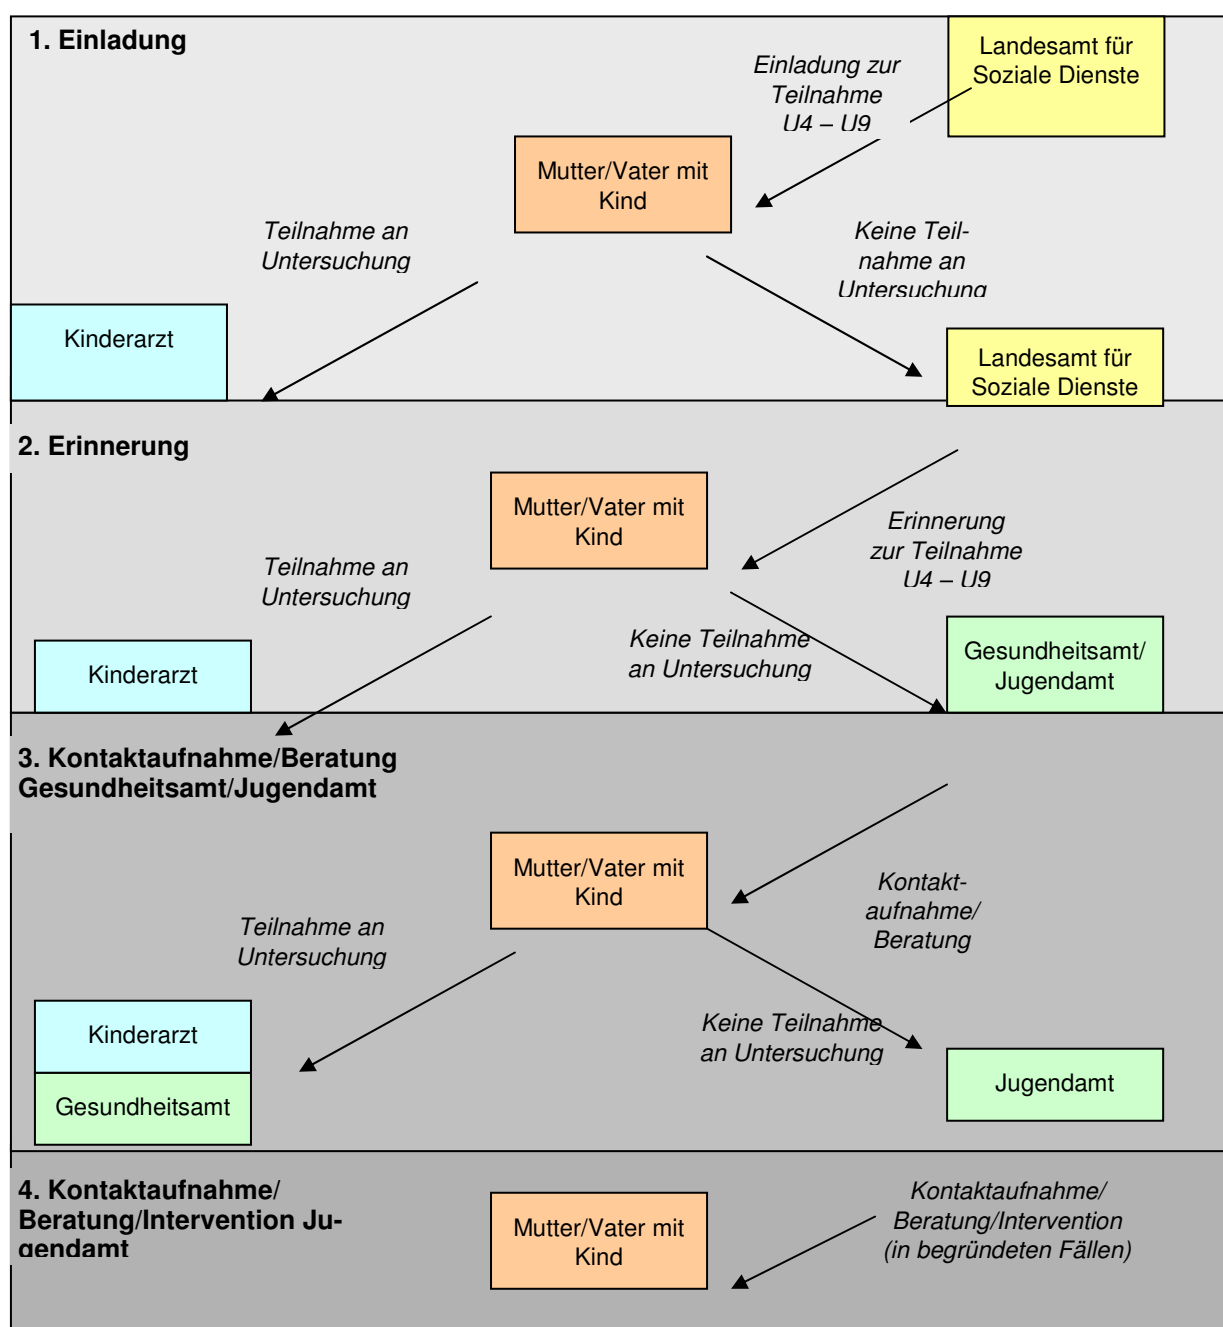 1. Einladung
Landesamt für
Soziale Dienste
Einladung zur
Teilnahme
U4 – U9
Mutter/Vater mit
Kind
Teilnahme an
Untersuchung
Keine Teil-
nahme an
Untersuchung
Kinderarzt
Landesamt für
Soziale Dienste
2. Erinnerung
Mutter/Vater mit
Kind
Erinnerung
zur Teilnahme
U4 – U9
Teilnahme an
Untersuchung
Keine Teilnahme
an Untersuchung
Kinderarzt
Gesundheitsamt/
Jugendamt
3. Kontaktaufnahme/Beratung
Gesundheitsamt/Jugendamt
Mutter/Vater mit
Kind
Kontakt-
aufnahme/
Beratung
Teilnahme an
Untersuchung
Keine Teilnahme
an Untersuchung
Kinderarzt
Gesundheitsamt
Jugendamt
4. Kontaktaufnahme/
Beratung/Intervention Ju-
gendamt
Mutter/Vater mit
Kind
Kontaktaufnahme/
Beratung/Intervention
(in begründeten Fällen)